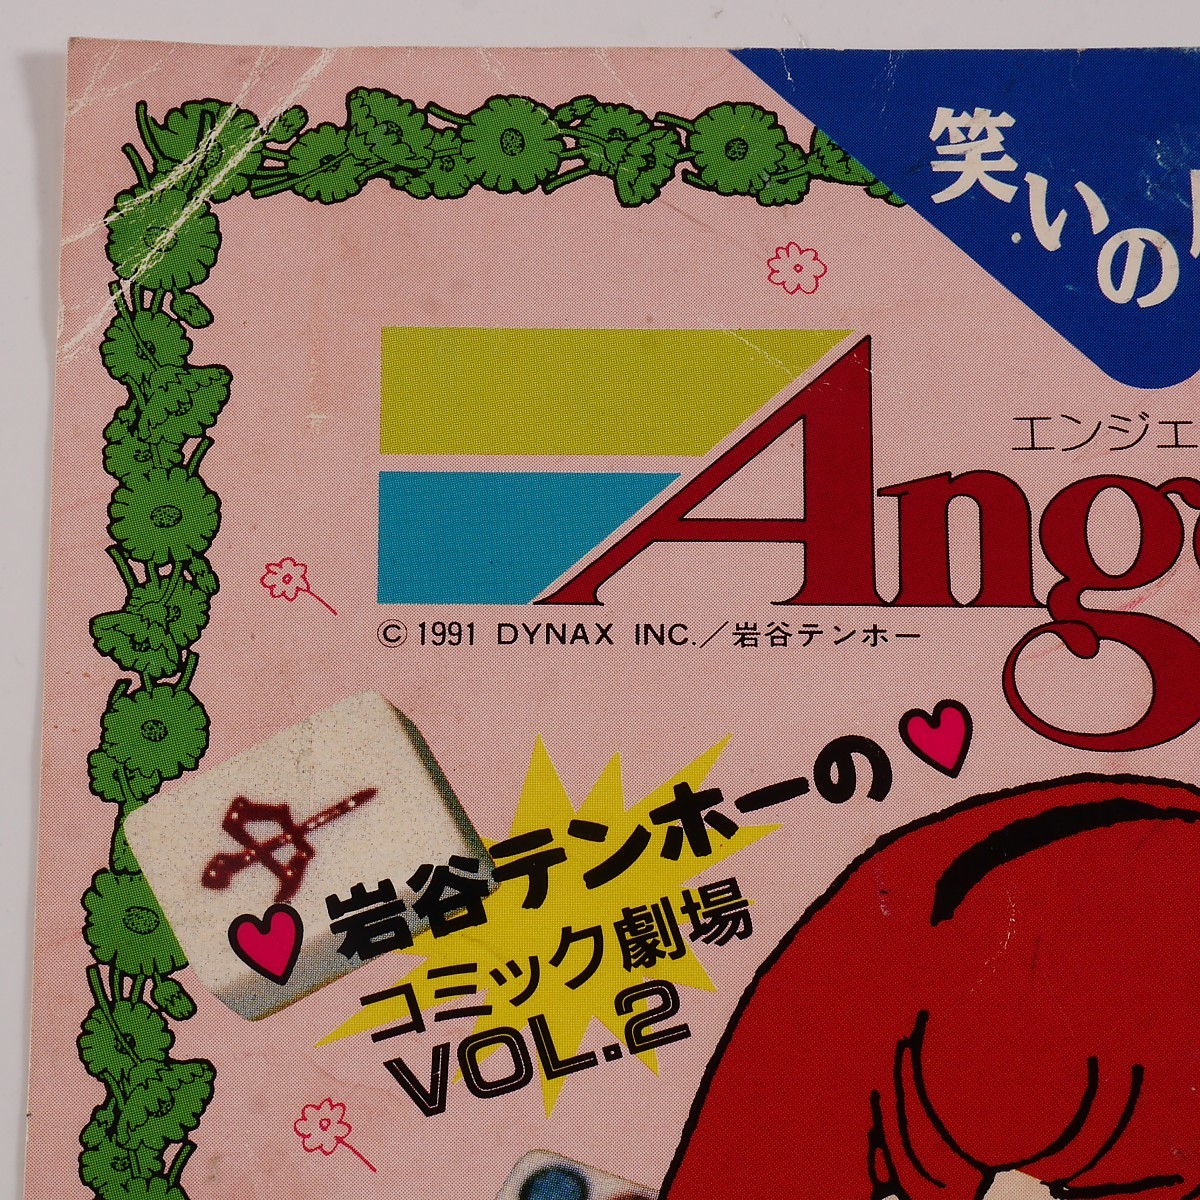 笑いの
エンジェ
Ange
© 1991 DYNAX INC.／岩谷テンホー
岩谷テンホーの
コミック劇場
VOL.2